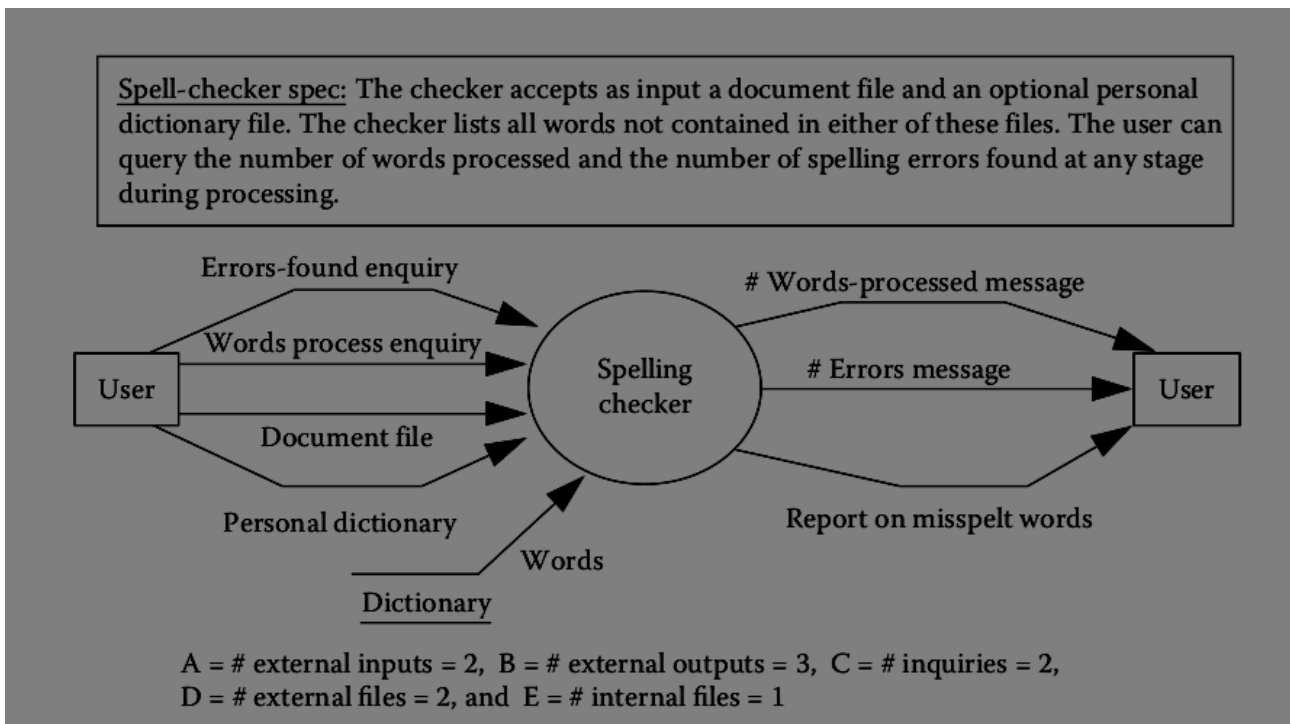 Spell-checker spec: The checker accepts as input a document file and an optional personal
dictionary file. The checker lists all words not contained in either of these files. The user can
query the number of words processed and the number of spelling errors found at any stage
during processing.
Errors-found enquiry
# Words-processed message
Words process enquiry
User
Spelling
checker
# Errors message
User
Document file
Personal dictionary
Report on misspelt words
Words
Dictionary
A = # external inputs = 2, B = # external outputs = 3, C = # inquiries = 2,
D = # external files = 2, and E = # internal files = 1